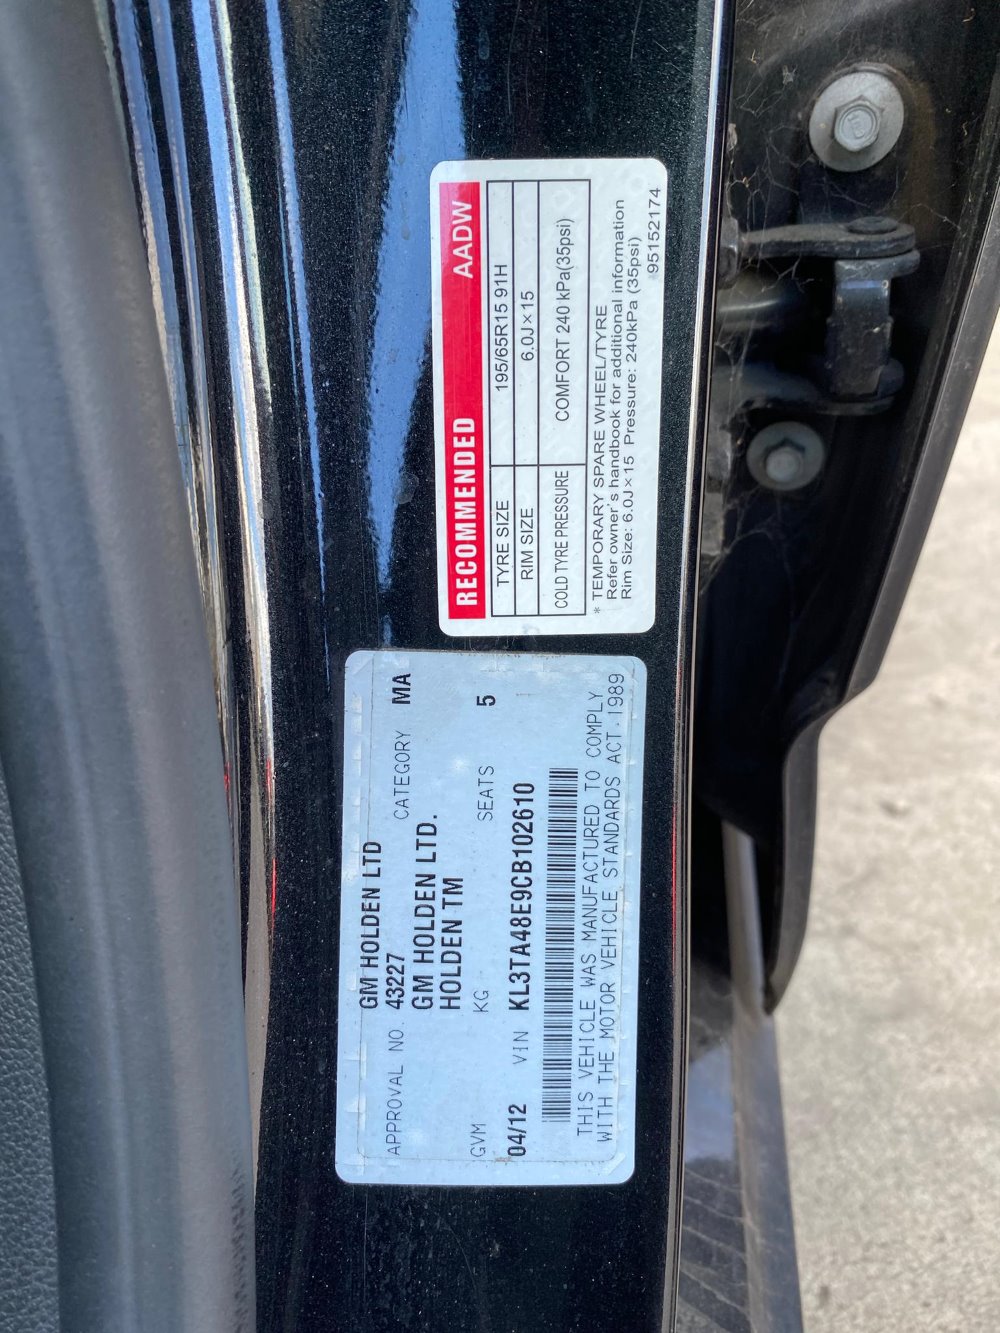 RECOMMENDED AADW
TYRE SIZE 195/65R15 91H
RIM SIZE 6.0J×15
COLD TYRE PRESSURE COMFORT 240 kPa(35psi)
* TEMPORARY SPARE WHEEL/TYRE
Refer owner's handbook for additional information
Rim Size: 6.0J×15 Pressure: 240kPa (35psi)
95152174
GM HOLDEN LTD
APPROVAL NO. 43227 CATEGORY MA
GM HOLDEN LTD.
HOLDEN TM
GVM KG SEATS 5
04/12 VIN KL3TA48E9CB102610
THIS VEHICLE WAS MANUFACTURED TO COMPLY
WITH THE MOTOR VEHICLE STANDARDS ACT 1989